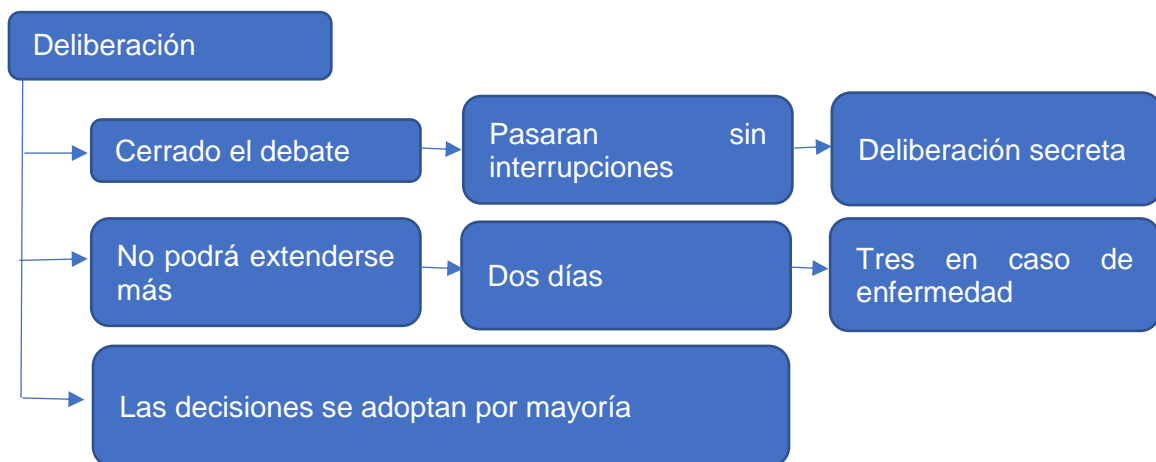 Deliberación
Cerrado el debate
Pasaran sin
interrupciones
Deliberación secreta
No podrá extenderse
más
Dos días
Tres en caso de
enfermedad
Las decisiones se adoptan por mayoría